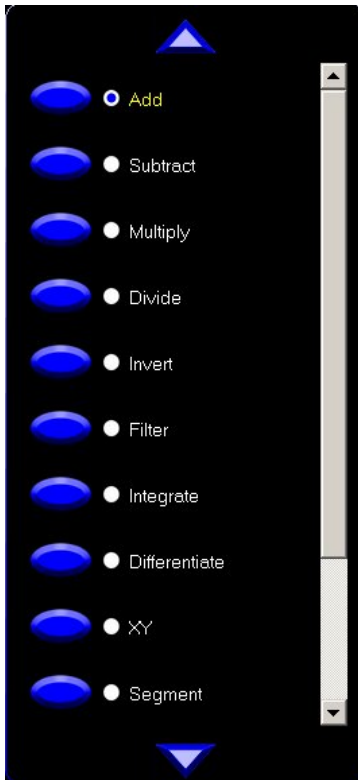 Add
Subtract
Multiply
Divide
Invert
Filter
Integrate
Differentiate
XY
Segment